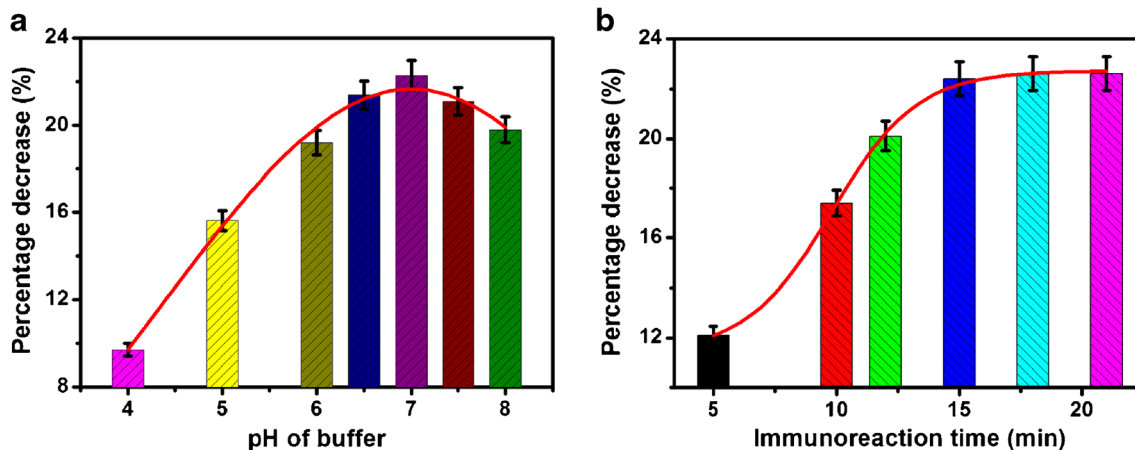 a
Percentage decrease (%)
24
20
16
12
8
4 5 6 7 8
pH of buffer
b
Percentage decrease (%)
24
20
16
12
5 10 15 20
Immunoreaction time (min)